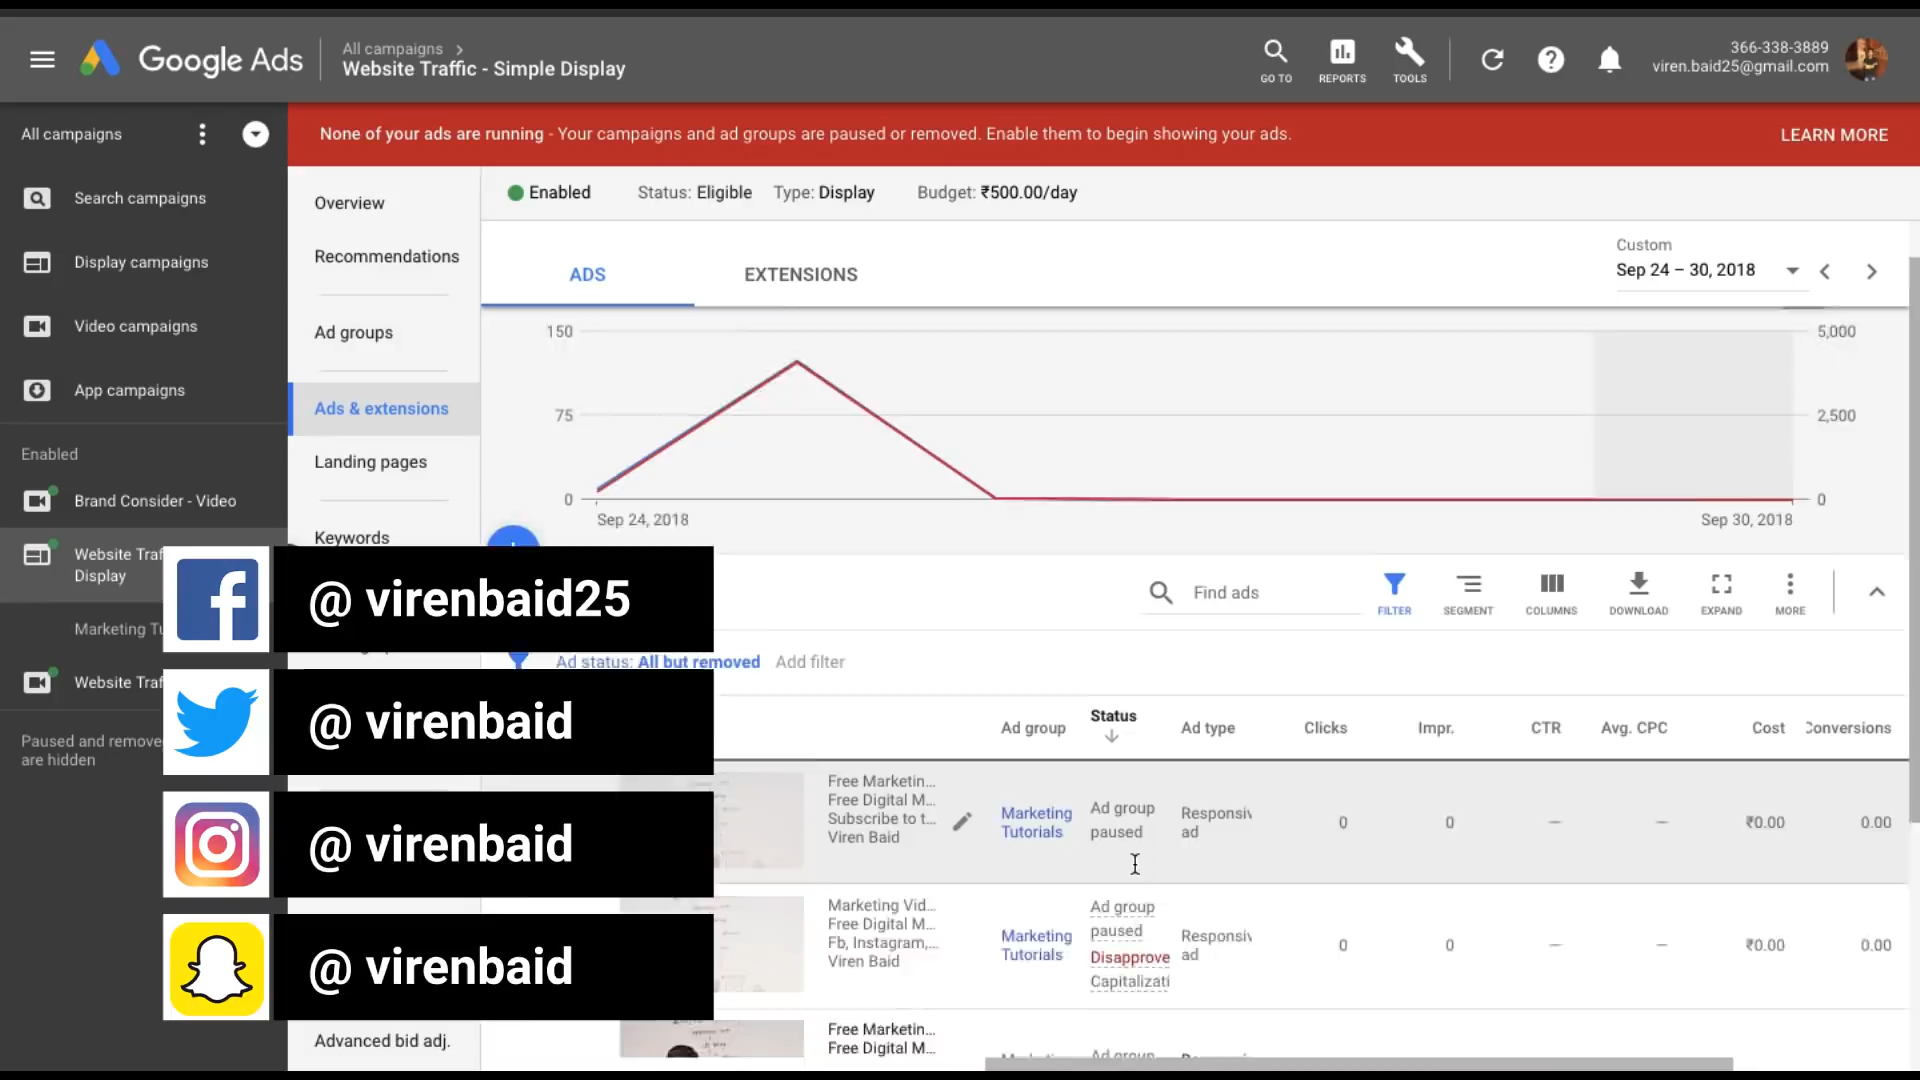 Google Ads
All campaigns
Website Traffic - Simple Display
GO TO
REPORTS
TOOLS
366-338-3889
viren.baid25@gmail.com
All campaigns
None of your ads are running - Your campaigns and ad groups are paused or removed. Enable them to begin showing your ads.
LEARN MORE
Search campaigns
Display campaigns
Video campaigns
App campaigns
Enabled
Brand Consider - Video
Website Traf
Display
Marketing Tu
Website Traf
Paused and remove
are hidden
Overview
Recommendations
Ad groups
Ads & extensions
Landing pages
Keywords
Advanced bid adj.
Enabled
Status: Eligible
Type: Display
Budget: ₹500.00/day
ADS
EXTENSIONS
Custom
Sep 24 – 30, 2018
150
75
0
5,000
2,500
0
Sep 24, 2018
Sep 30, 2018
Find ads
FILTER
SEGMENT
COLUMNS
DOWNLOAD
EXPAND
MORE
Ad status: All but removed
Add filter
Ad group
Status
Ad type
Clicks
Impr.
CTR
Avg. CPC
Cost
Conversions
Free Marketin...
Free Digital M...
Subscribe to t...
Viren Baid
Marketing
Tutorials
Ad group
paused
Responsiv
ad
0
0
—
—
₹0.00
0.00
Marketing Vid...
Free Digital M...
Fb, Instagram,...
Viren Baid
Marketing
Tutorials
Ad group
paused
Disapprove
Capitalizati
Responsiv
ad
0
0
—
—
₹0.00
0.00
Free Marketin...
Free Digital M...
Ad group
@ virenbaid25
@ virenbaid
@ virenbaid
@ virenbaid